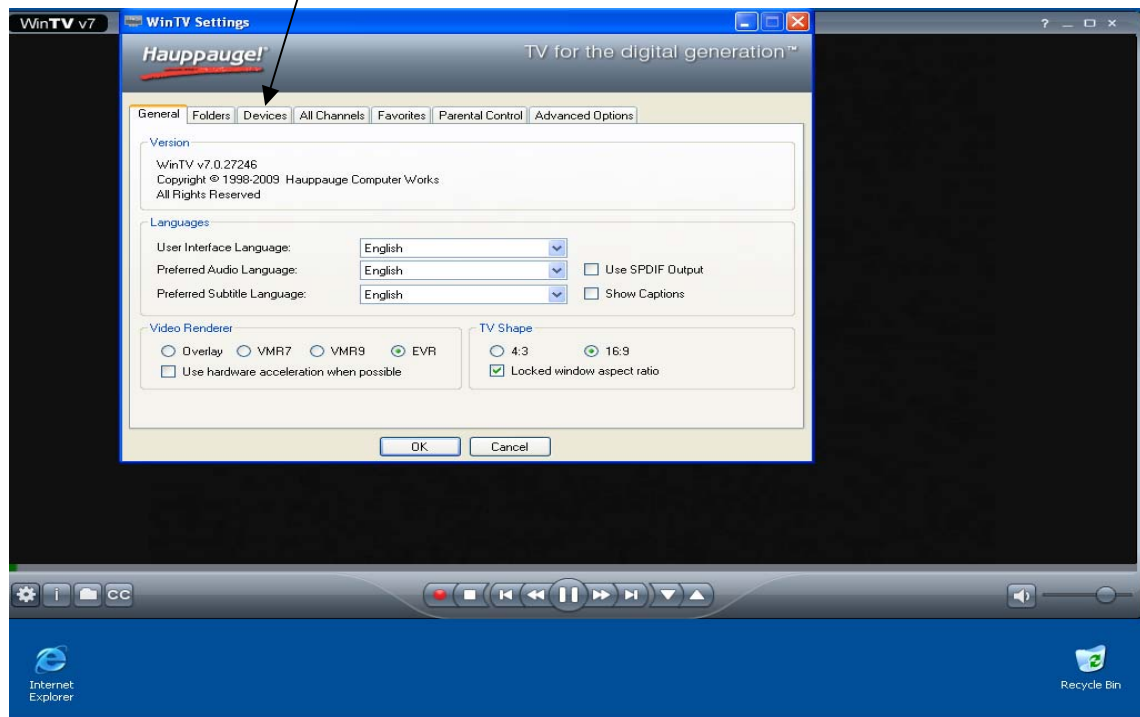 WinTV v7
WinTV Settings
? _ □ x
Hauppauge!
TV for the digital generation™
General Folders Devices All Channels Favorites Parental Control Advanced Options
Version
WinTV v7.0.27246
Copyright © 1998-2009 Hauppauge Computer Works
All Rights Reserved
Languages
User Interface Language: English
Preferred Audio Language: English Use SPDIF Output
Preferred Subtitle Language: English Show Captions
Video Renderer TV Shape
Overlay VMR7 VMR9 EVR 4:3 16:9
Use hardware acceleration when possible Locked window aspect ratio
OK Cancel
i CC
Internet
Explorer
Recycle Bin